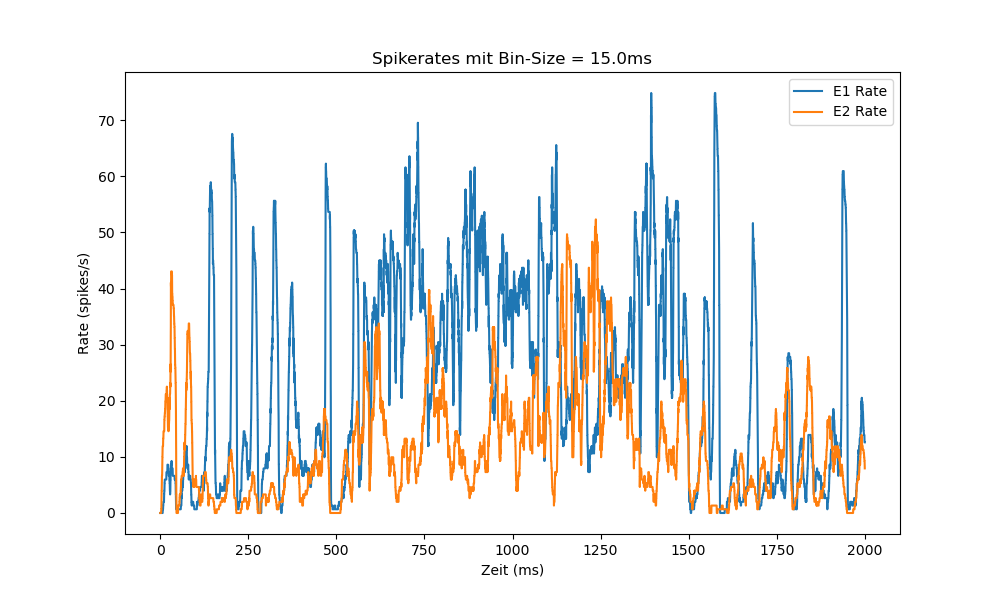 Spikerates mit Bin-Size = 15.0ms
E1 Rate
E2 Rate
Rate (spikes/s)
70
60
50
40
30
20
10
0
0 250 500 750 1000 1250 1500 1750 2000
Zeit (ms)